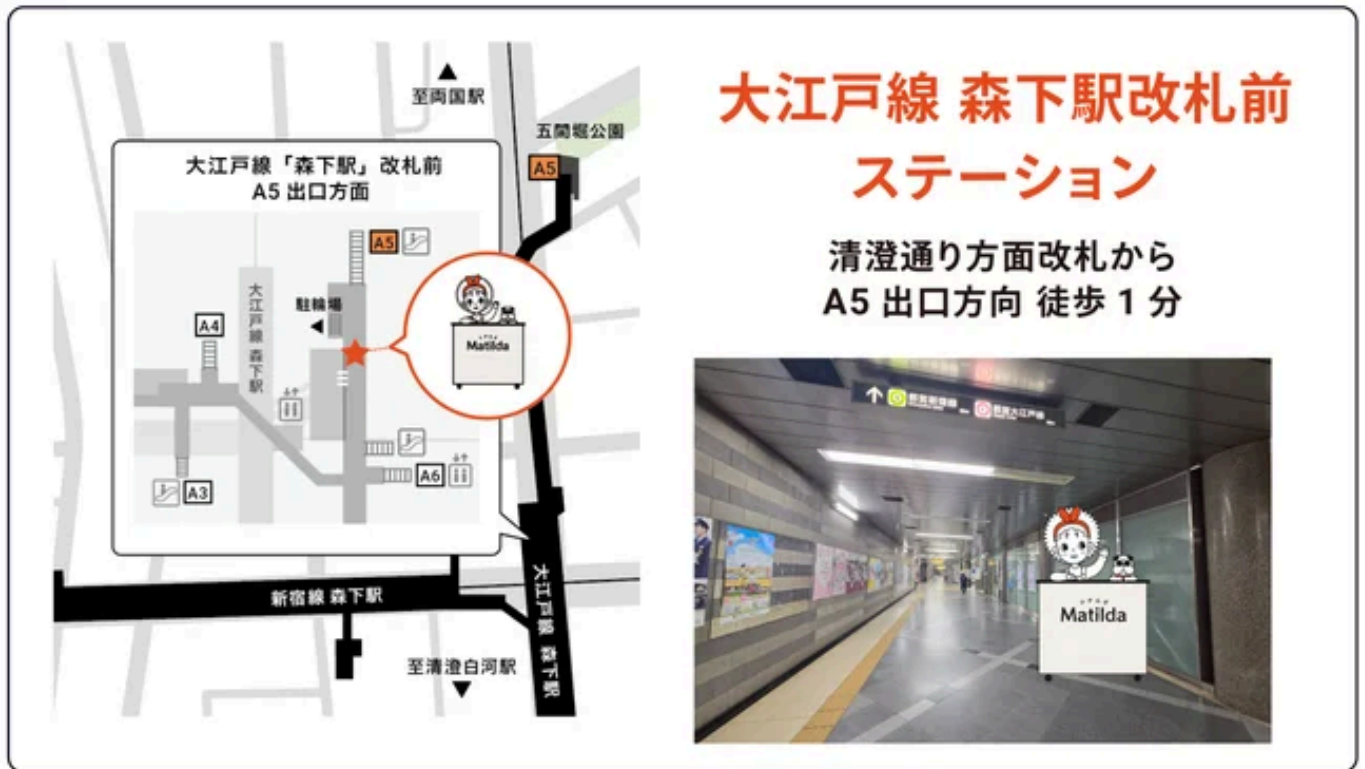 大江戸線 森下駅改札前
ステーション
清澄通り方面改札から
A5 出口方向 徒歩 1 分
至両国駅
五間堀公園
A5
大江戸線「森下駅」改札前
A5 出口方面
A5
駐輪場
大江戸線 森下駅
A4
A6
A3
Matilda
新宿線 森下駅
大江戸線 森下駅
至清澄白河駅
Matilda